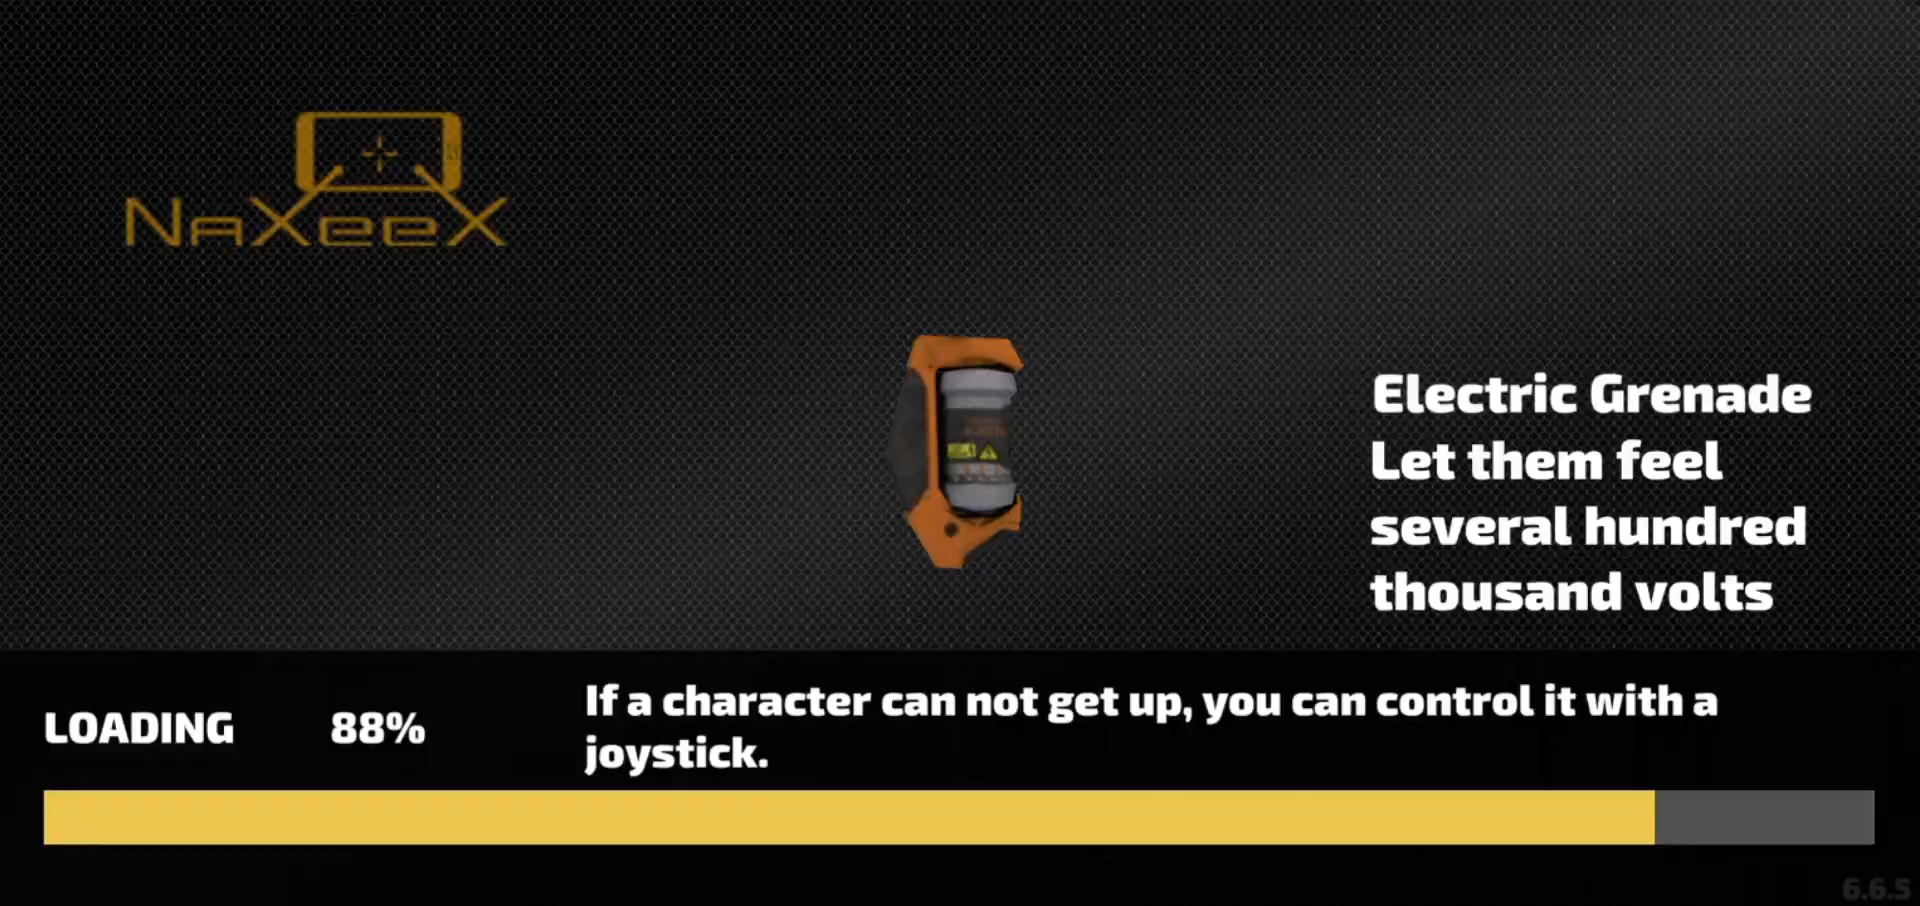 NaXeeX
Electric Grenade
Let them feel
several hundred
thousand volts
LOADING 88%
If a character can not get up, you can control it with a
joystick.
6.6.5